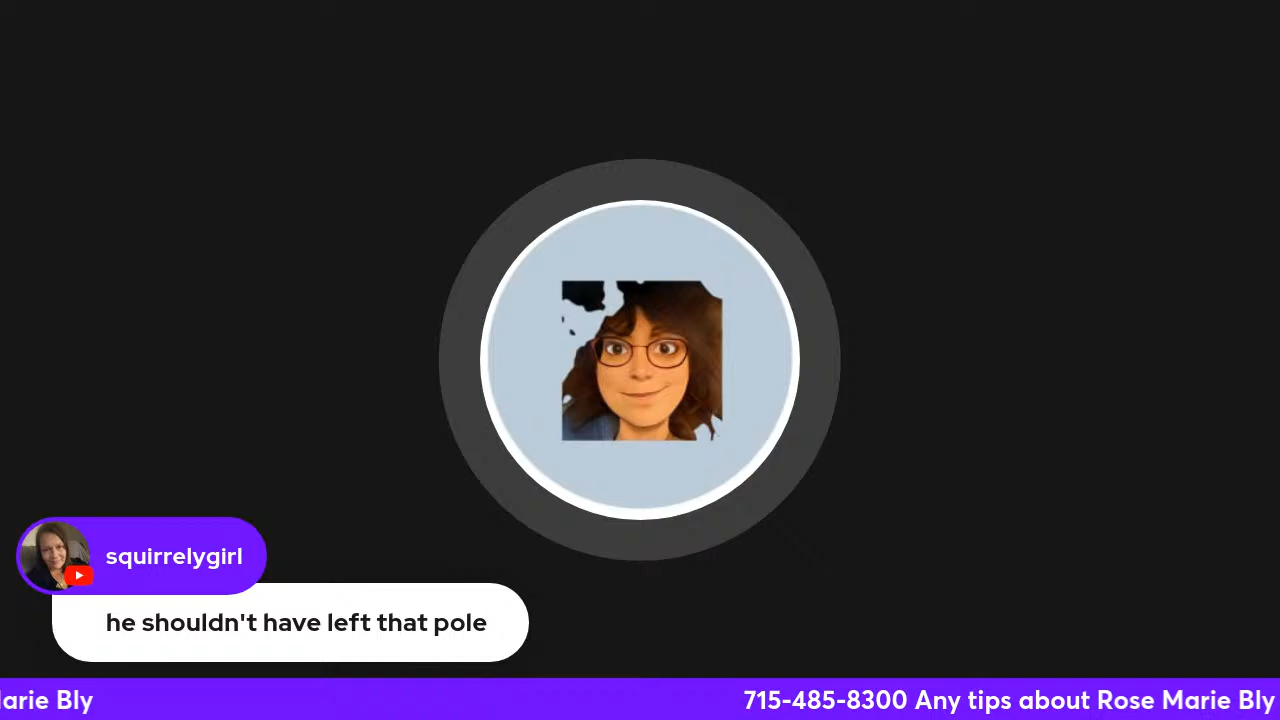 squirrelygirl
he shouldn't have left that pole
arie Bly 715-485-8300 Any tips about Rose Marie Bly